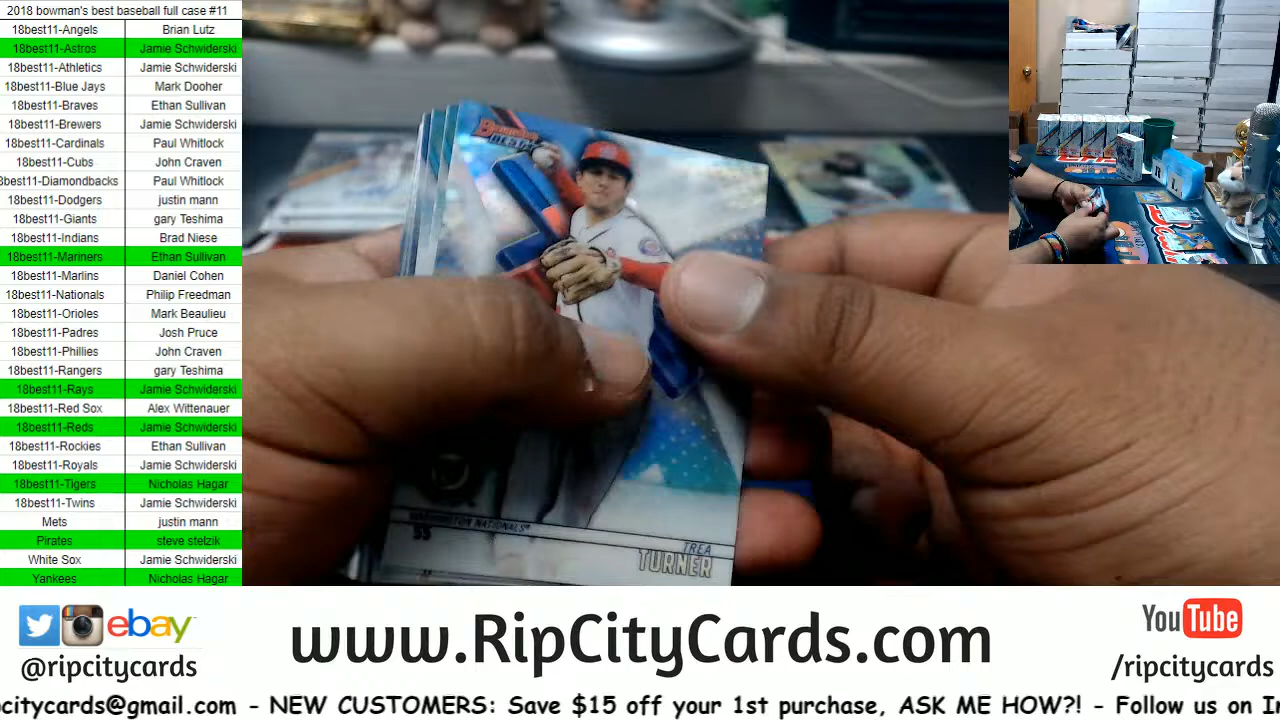 2018 bowman's best baseball full case #11
18best11-Angels Brian Lutz
18best11-Astros Jamie Schwiderski
18best11-Athletics Jamie Schwiderski
18best11-Blue Jays Mark Dooher
18best11-Braves Ethan Sullivan
18best11-Brewers Jamie Schwiderski
18best11-Cardinals Paul Whitlock
18best11-Cubs John Craven
8best11-Diamondbacks Paul Whitlock
18best11-Dodgers justin mann
18best11-Giants gary Teshima
18best11-Indians Brad Niese
18best11-Mariners Ethan Sullivan
18best11-Marlins Daniel Cohen
18best11-Nationals Philip Freedman
18best11-Orioles Mark Beaulieu
18best11-Padres Josh Pruce
18best11-Phillies John Craven
18best11-Rangers gary Teshima
18best11-Rays Jamie Schwiderski
18best11-Red Sox Alex Wittenauer
18best11-Reds Jamie Schwiderski
18best11-Rockies Ethan Sullivan
18best11-Royals Jamie Schwiderski
18best11-Tigers Nicholas Hagar
18best11-Twins Jamie Schwiderski
Mets justin mann
Pirates steve stelzik
White Sox Jamie Schwiderski
Yankees Nicholas Hagar
Bowman's
BEST
WASHINGTON NATIONALS®
SS
TREA
TURNER
ebay
@ripcitycards
www.RipCityCards.com
YouTube
/ripcitycards
citycards@gmail.com - NEW CUSTOMERS: Save $15 off your 1st purchase, ASK ME HOW?! - Follow us on In